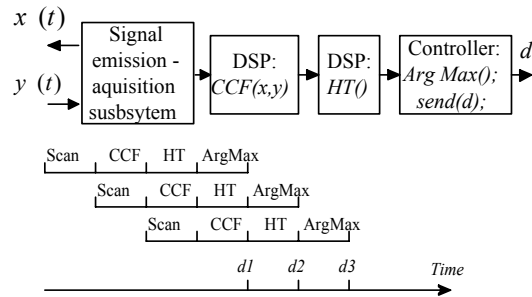 x (t)
y (t)
Signal
emission -
aquisition
susbsytem
DSP:
CCF(x,y)
DSP:
HT()
Controller:
Arg Max();
send(d);
d
Scan CCF HT ArgMax
Scan CCF HT ArgMax
Scan CCF HT ArgMax
d1 d2 d3 Time